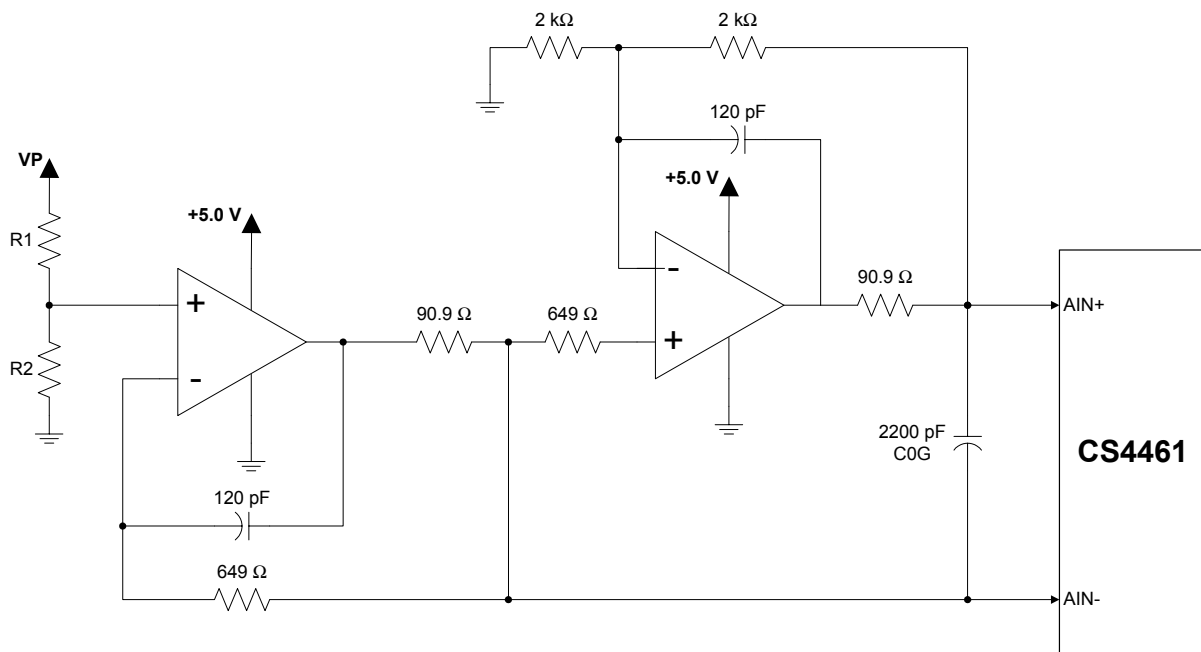 2 kΩ
2 kΩ
120 pF
+5.0 V
VP
R1
R2
+5.0 V
+
-
90.9 Ω
649 Ω
-
+
90.9 Ω
AIN+
2200 pF
C0G
CS4461
120 pF
649 Ω
AIN-